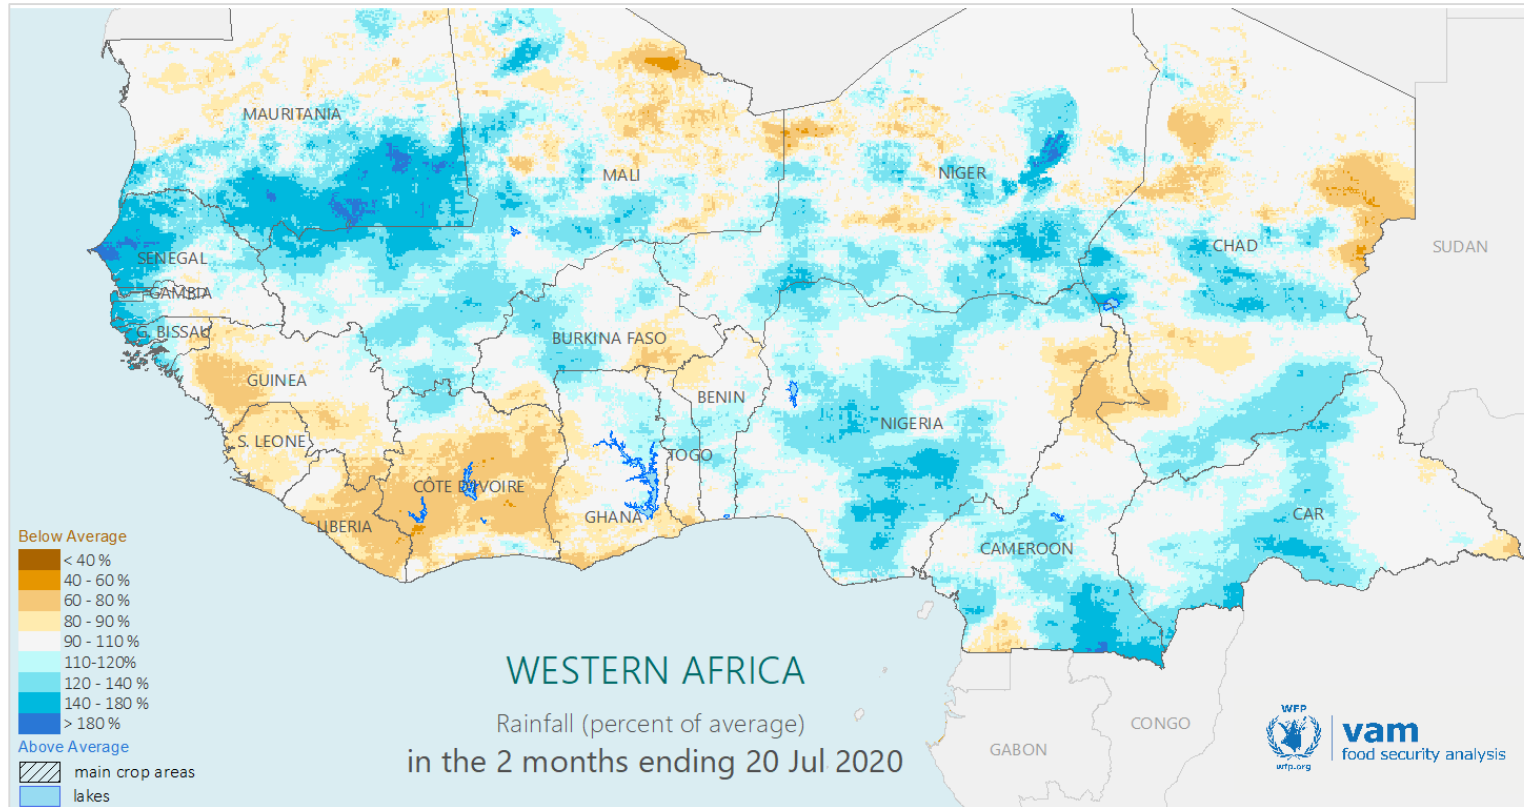 MAURITANIA
MALI
NIGER
CHAD
SUDAN
SENEGAL
GAMBIA
G. BISSAU
BURKINA FASO
GUINEA
BENIN
NIGERIA
S. LEONE
TOGO
CÔTE D'IVOIRE
LIBERIA
GHANA
CAR
CAMEROON
CONGO
GABON
Below Average
< 40 %
40 - 60 %
60 - 80 %
80 - 90 %
90 - 110 %
110-120%
120 - 140 %
140 - 180 %
> 180 %
Above Average
main crop areas
lakes
WESTERN AFRICA
Rainfall (percent of average)
in the 2 months ending 20 Jul 2020
WFP
wfp.org
vam
food security analysis